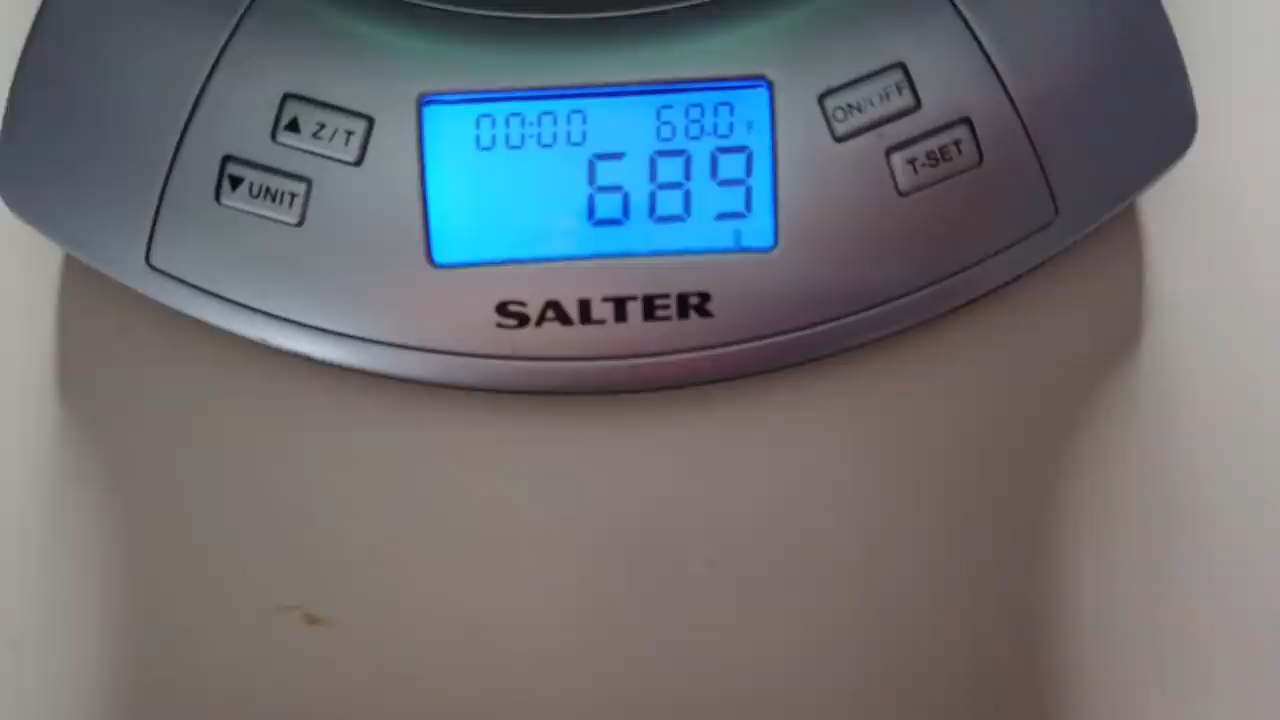 ▲ Z/T
▼ UNIT
00:00 68.0 °F
689
ON/OFF
T-SET
SALTER